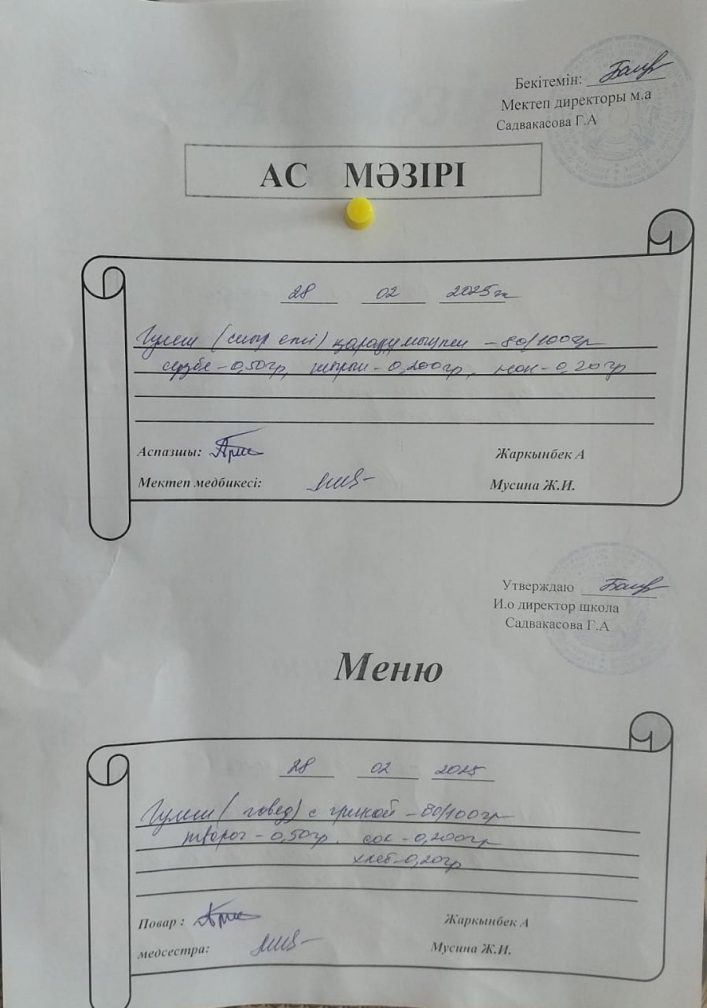 Бекітемін:
Мектеп директоры м.а
Садвакасова Г.А
АС МӘЗІРІ
28 02 2025ж
Гуляш (сиыр еті) қарақұмықпен - 80/100гр
сүзбе - 0,50гр, шырын - 0,200гр, нан - 0,20гр
Аспазшы: Жаркынбек А
Мектеп медбикесі: Мусина Ж.И.
Утверждаю
И.о директор школа
Садвакасова Г.А
Меню
28 02 2025
Гуляш (говяд) с гречкой - 80/100гр
творог - 0,50гр, сок - 0,200гр
хлеб - 0,20гр
Повар : Жаркынбек А
медсестра: Мусина Ж.И.